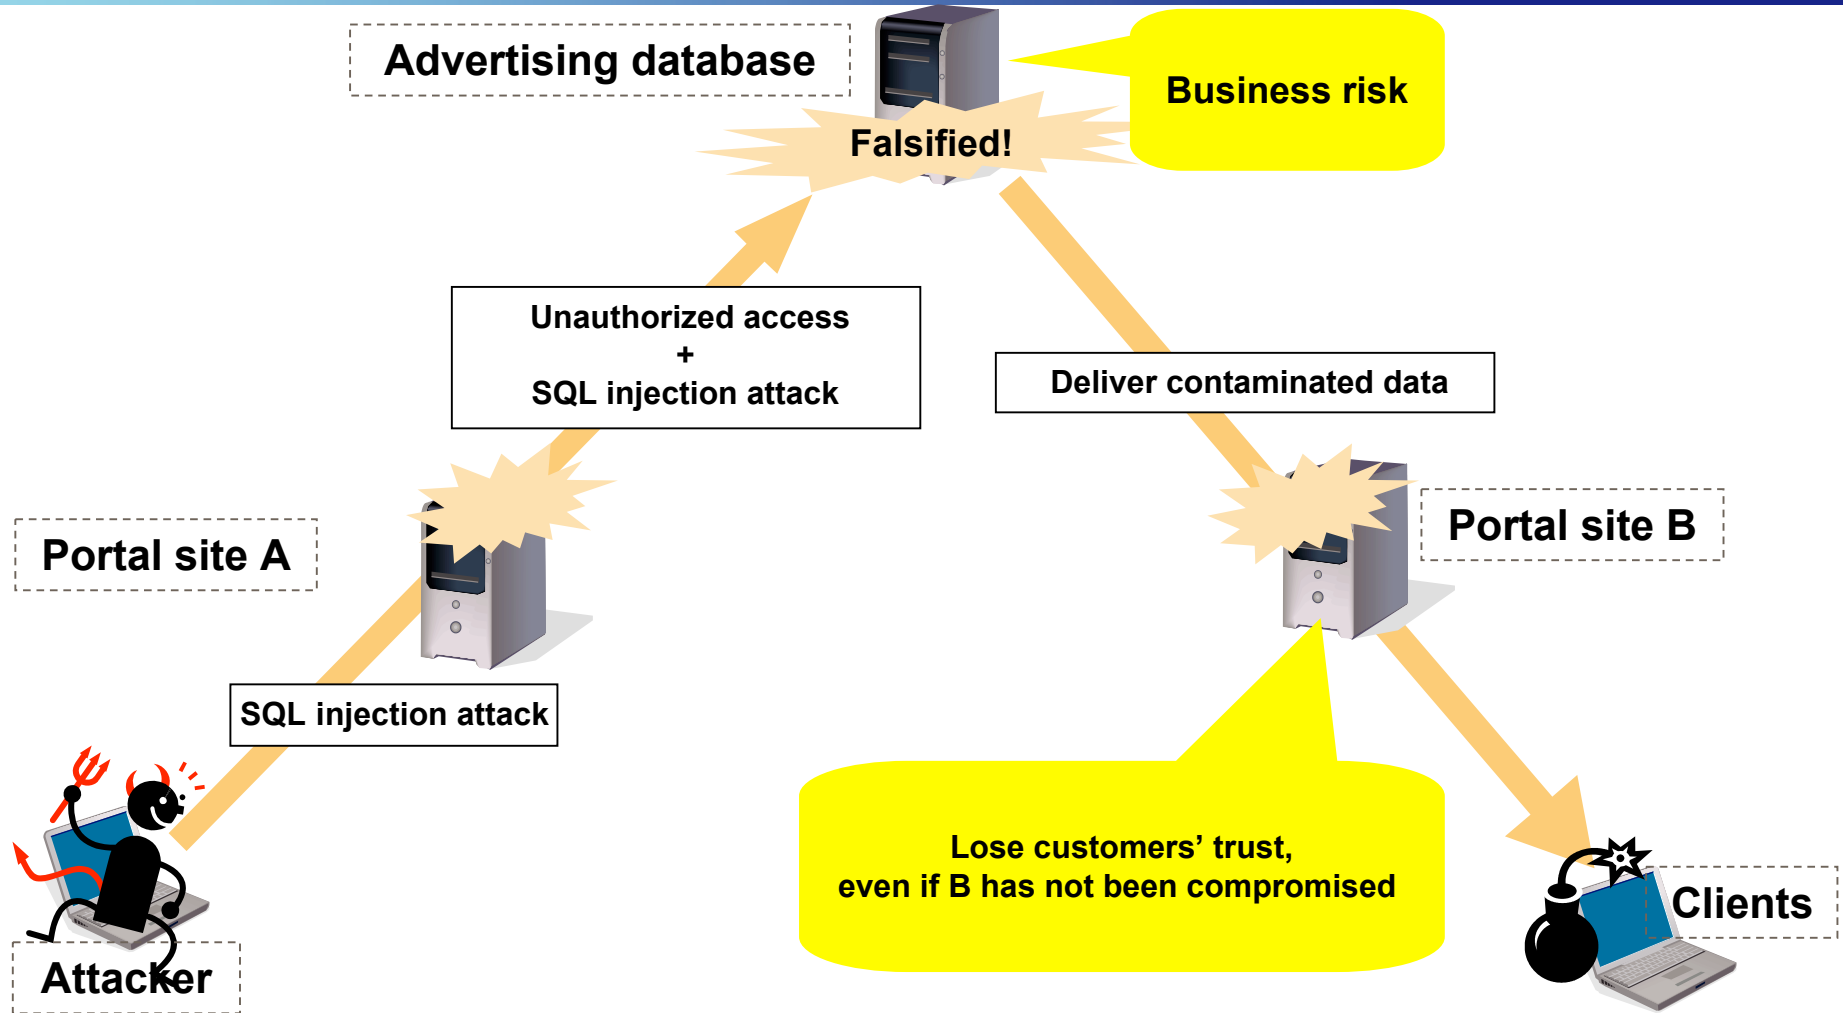 Advertising database
Business risk
Falsified!
Unauthorized access
+
SQL injection attack
Deliver contaminated data
Portal site A
Portal site B
SQL injection attack
Lose customers’ trust,
even if B has not been compromised
Clients
Attacker